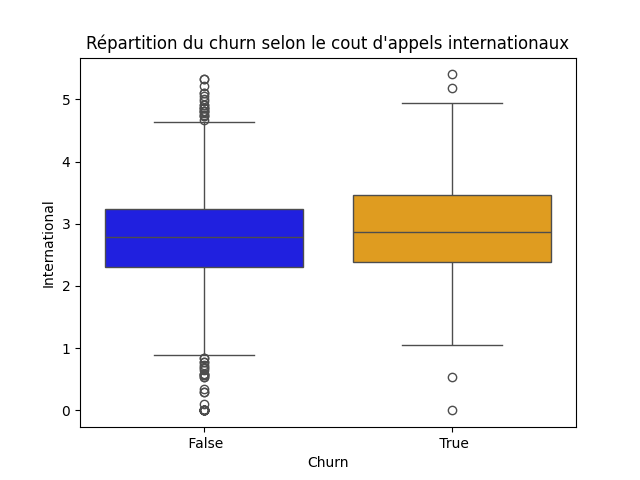 Répartition du churn selon le cout d'appels internationaux
International
5
4
3
2
1
0
False
True
Churn